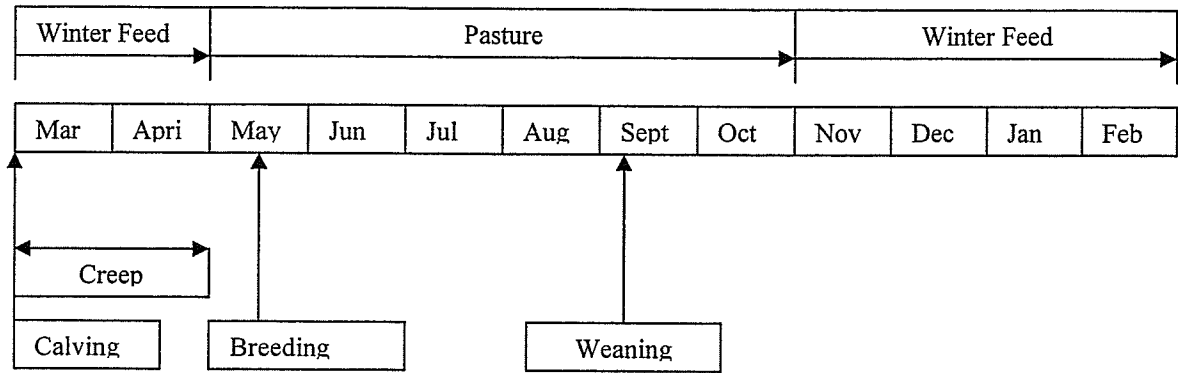 Winter Feed Pasture Winter Feed
Mar Apri May Jun Jul Aug Sept Oct Nov Dec Jan Feb
Creep
Calving Breeding Weaning